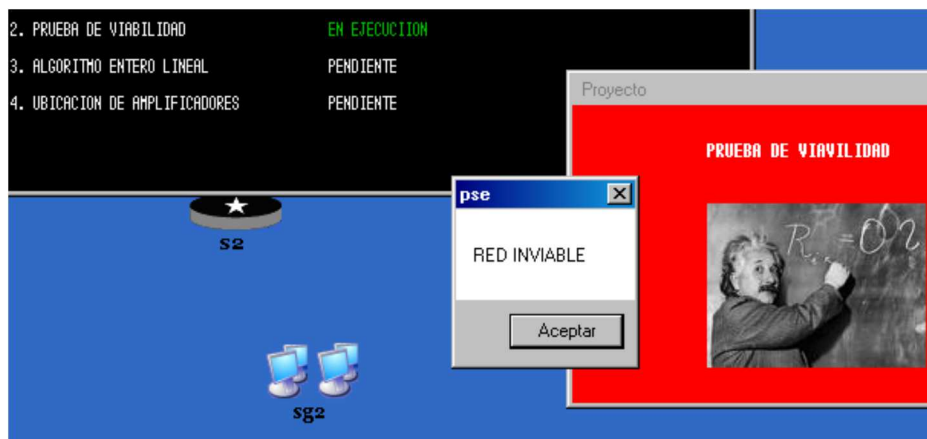 2. PRUEBA DE VIABILIDAD EN EJECUCIION
3. ALGORITMO ENTERO LINEAL PENDIENTE
4. UBICACION DE AMPLIFICADORES PENDIENTE
Proyecto
PRUEBA DE VIAVILIDAD
pse
RED INVIABLE
Aceptar
s2
sg2